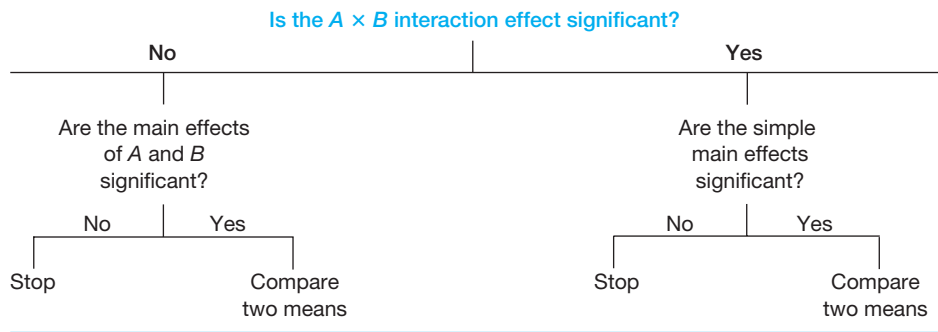 Is the A × B interaction effect significant?
No
Yes
Are the main effects
of A and B
significant?
Are the simple
main effects
significant?
No
Yes
No
Yes
Stop
Compare
two means
Stop
Compare
two means